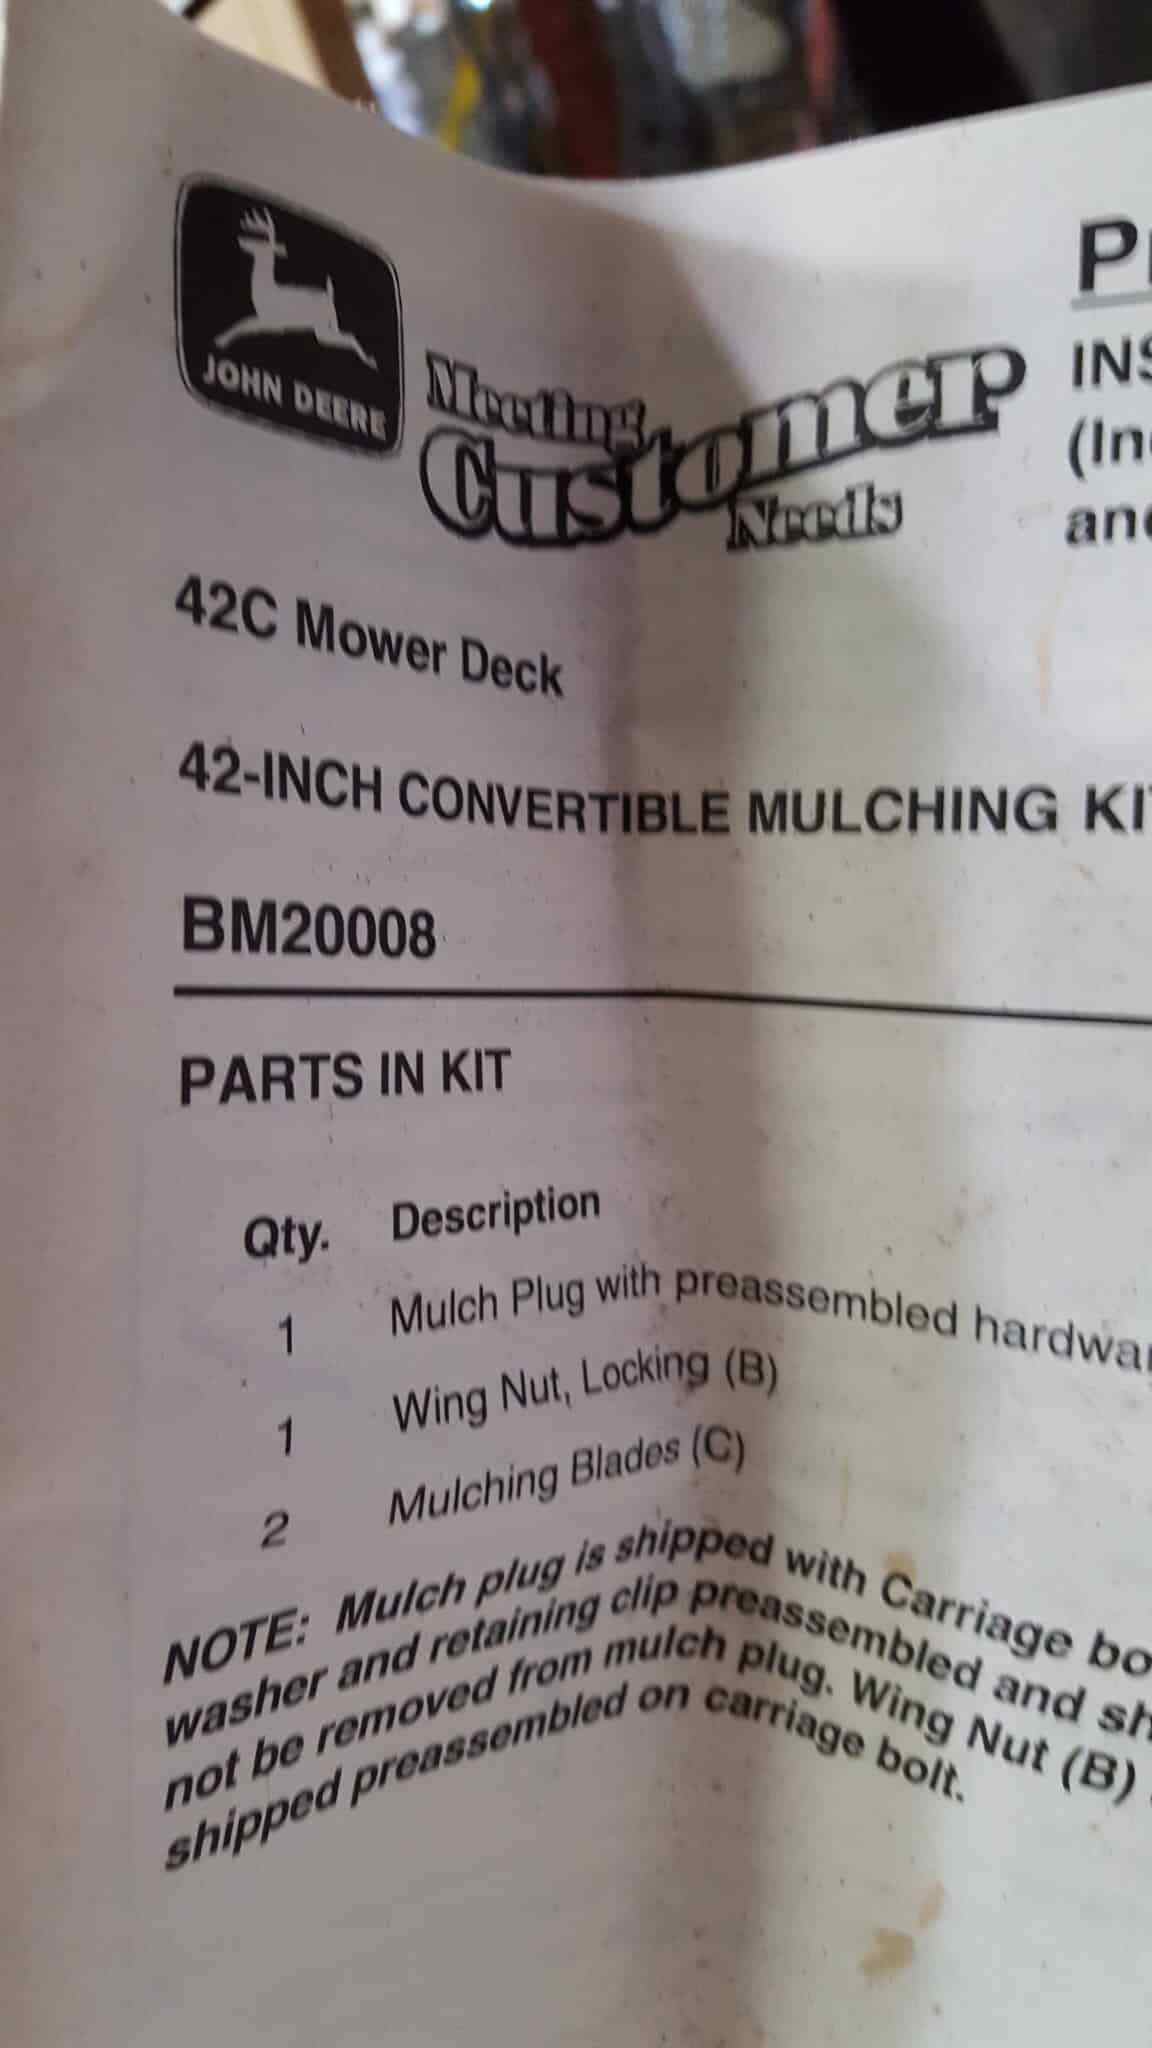 JOHN DEERE
Meeting
Customer
Needs
INS
(In
and
42C Mower Deck
42-INCH CONVERTIBLE MULCHING KI
BM20008
PARTS IN KIT
Qty. Description
1 Mulch Plug with preassembled hardwa
1 Wing Nut, Locking (B)
2 Mulching Blades (C)
NOTE: Mulch plug is shipped with Carriage bo
washer and retaining clip preassembled and sh
not be removed from mulch plug. Wing Nut (B)
shipped preassembled on carriage bolt.